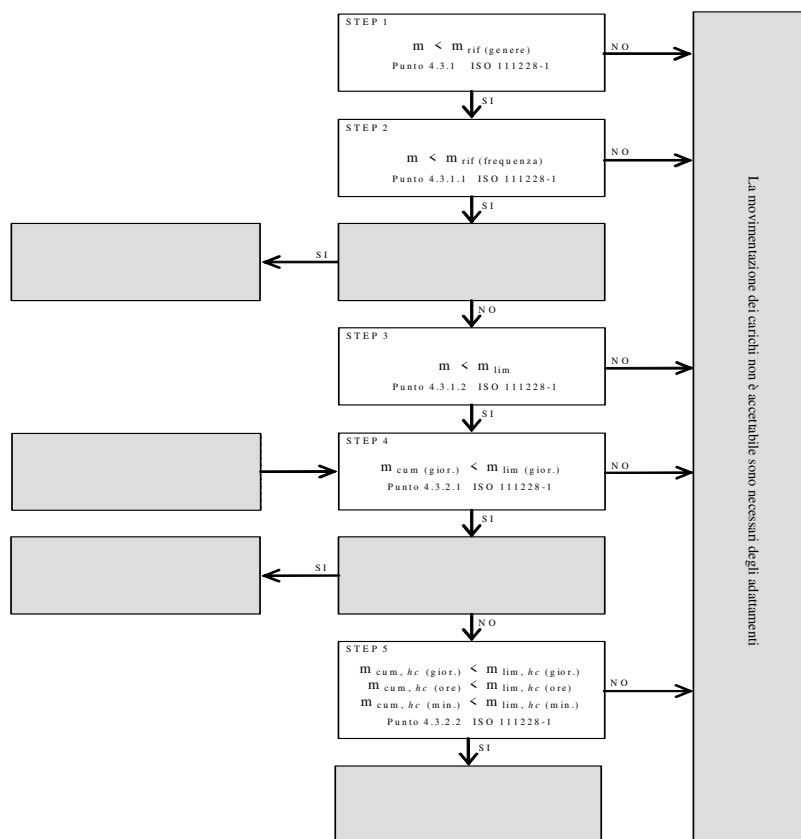 STEP 1
m < m rif (genere)
Punto 4.3.1 ISO 111228-1
NO
SI
STEP 2
m < m rif (frequenza)
Punto 4.3.1.1 ISO 111228-1
NO
SI
SI
NO
STEP 3
m < m lim
Punto 4.3.1.2 ISO 111228-1
NO
SI
STEP 4
m cum (gior.) < m lim (gior.)
Punto 4.3.2.1 ISO 111228-1
NO
SI
SI
NO
STEP 5
m cum, hc (gior.) < m lim, hc (gior.)
m cum, hc (ore) < m lim, hc (ore)
m cum, hc (min.) < m lim, hc (min.)
Punto 4.3.2.2 ISO 111228-1
NO
SI
La movimentazione dei carichi non è accettabile sono necessari degli adattamenti